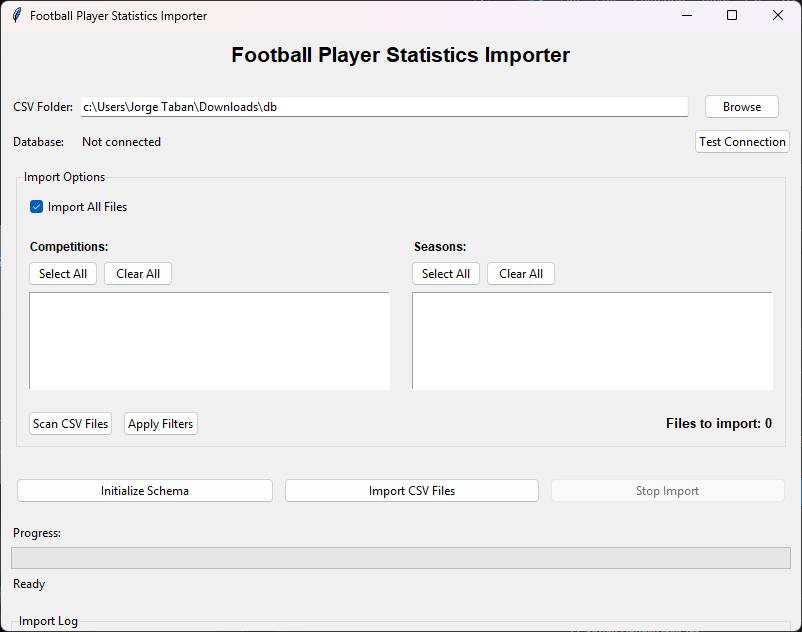 Football Player Statistics Importer
Football Player Statistics Importer
CSV Folder: c:\Users\Jorge Taban\Downloads\db Browse
Database: Not connected Test Connection
Import Options
Import All Files
Competitions: Seasons:
Select All Clear All Select All Clear All
Scan CSV Files Apply Filters Files to import: 0
Initialize Schema Import CSV Files Stop Import
Progress:
Ready
Import Log